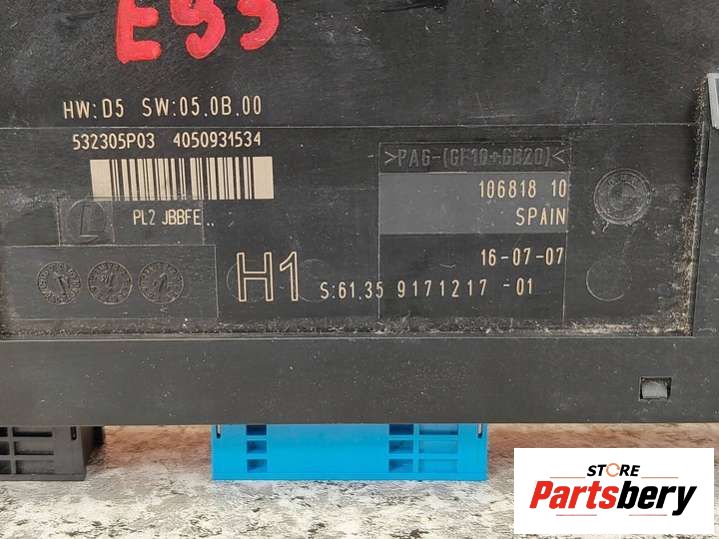 E93
HW:D5 SW:05.0B.00
532305P03 4050931534
>PA6-(GF10+GB20)<
106818 10
SPAIN
PL2 JBBFE..
16-07-07
H1 S:61.35 9171217 -01
STORE
Partsbery